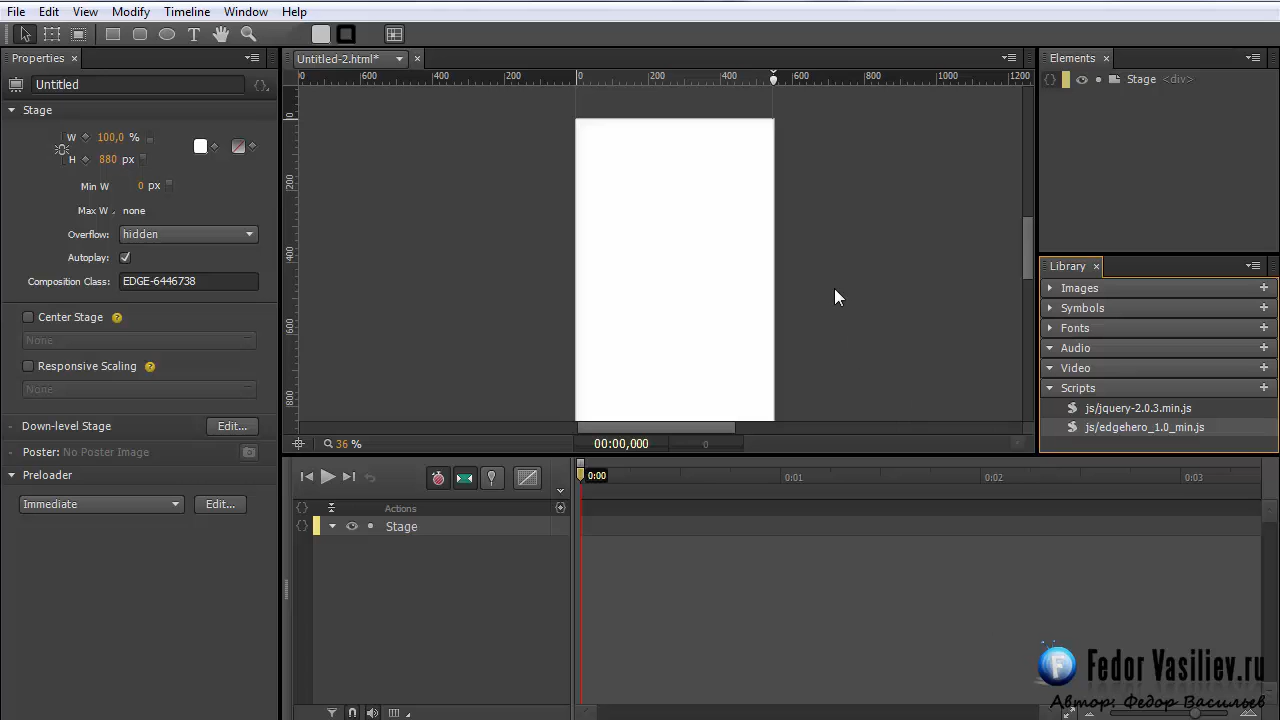 File Edit View Modify Timeline Window Help
Properties
Untitled
Stage
W 100,0 %
H 880 px
Min W 0 px
Max W none
Overflow: hidden
Autoplay:
Composition Class: EDGE-6446738
Center Stage ?
None
Responsive Scaling ?
None
Down-level Stage Edit...
Poster: No Poster Image
Preloader
Immediate Edit...
Untitled-2.html*
0 600 400 200 0 200 400 600 800 1000 1200
0
200
400
600
800
36 % 00:00,000 0
0:00 0:01 0:02 0:03
Actions
Stage
Elements
Stage <div>
Library
Images
Symbols
Fonts
Audio
Video
Scripts
js/jquery-2.0.3.min.js
js/edgehero_1.0_min.js
F Fedor Vasiliev.ru
Автор: Федор Васильев